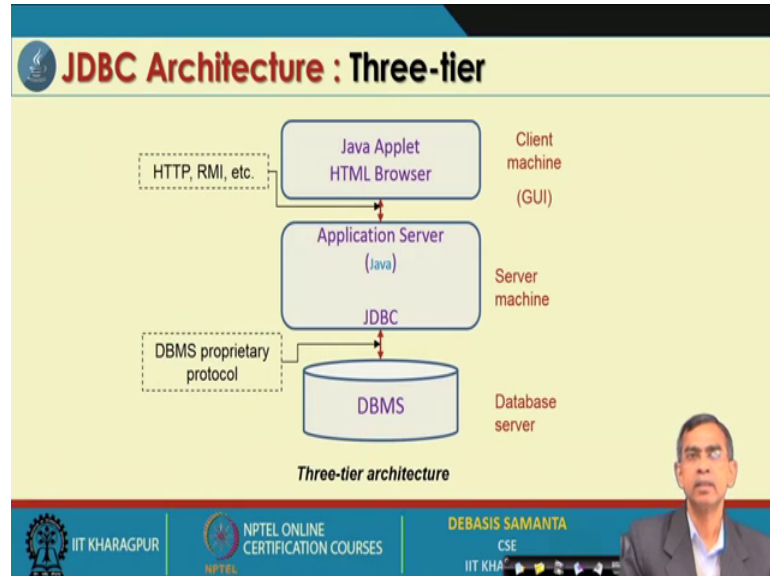 JDBC Architecture : Three-tier
Java Applet
HTML Browser
Client
machine
(GUI)
HTTP, RMI, etc.
Application Server
(Java)
JDBC
Server
machine
DBMS proprietary
protocol
DBMS
Database
server
Three-tier architecture
IIT KHARAGPUR
NPTEL
NPTEL ONLINE
CERTIFICATION COURSES
DEBASIS SAMANTA
CSE
IIT KHA